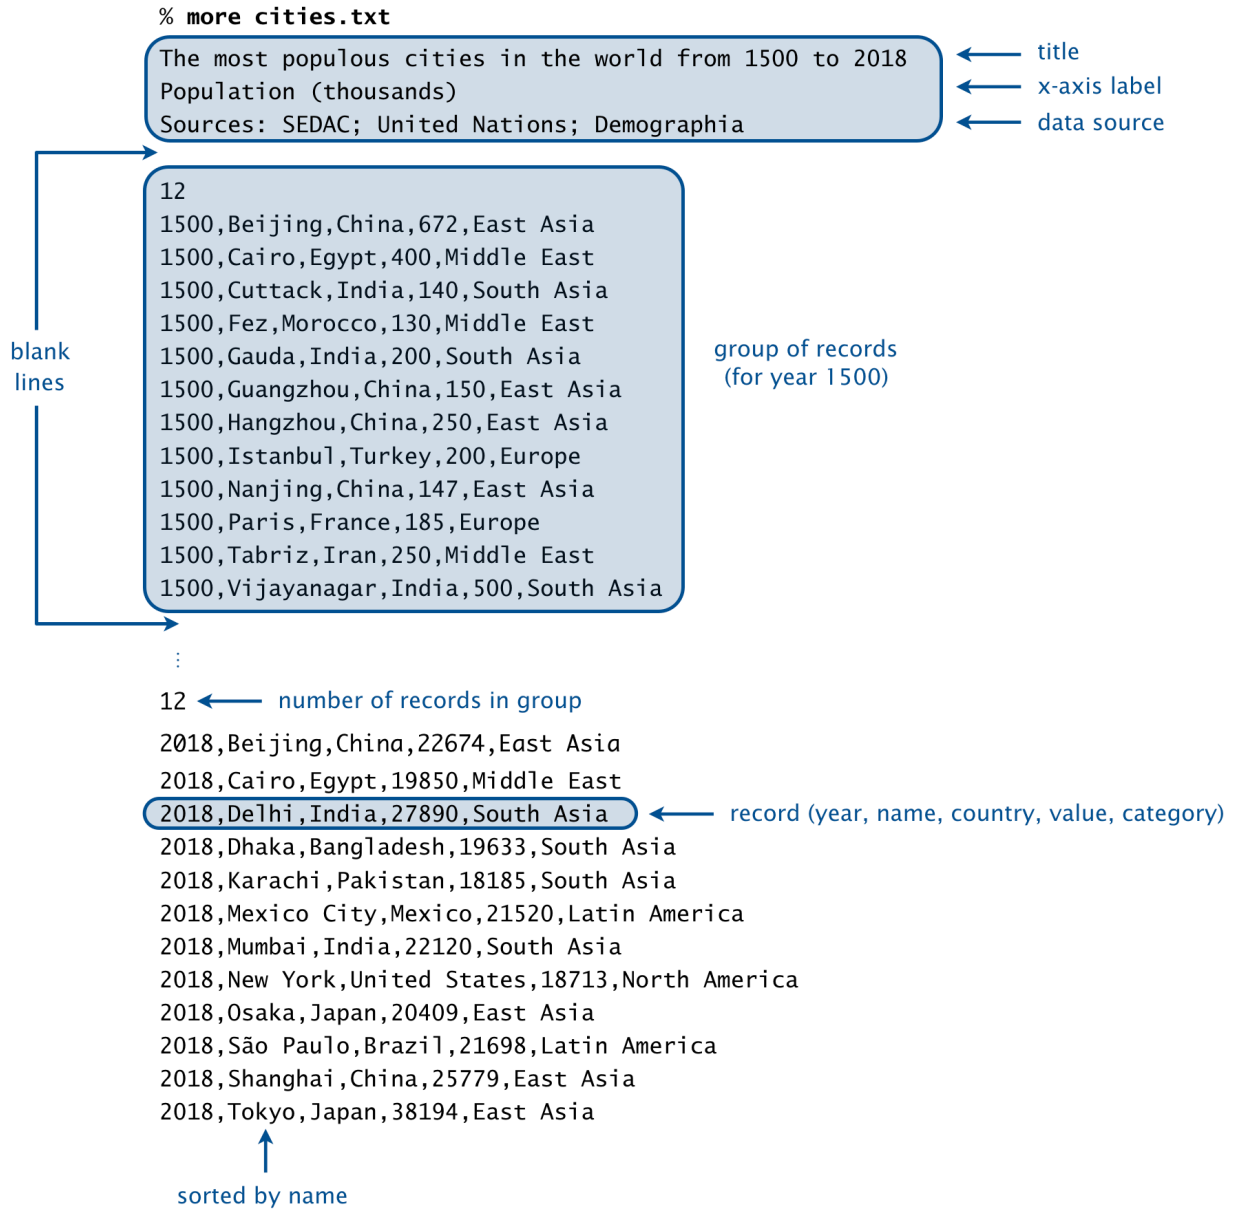 % more cities.txt
The most populous cities in the world from 1500 to 2018
title
Population (thousands)
x-axis label
Sources: SEDAC; United Nations; Demographia
data source
12
1500,Beijing,China,672,East Asia
1500,Cairo,Egypt,400,Middle East
1500,Cuttack,India,140,South Asia
1500,Fez,Morocco,130,Middle East
1500,Gauda,India,200,South Asia
1500,Guangzhou,China,150,East Asia
1500,Hangzhou,China,250,East Asia
1500,Istanbul,Turkey,200,Europe
1500,Nanjing,China,147,East Asia
1500,Paris,France,185,Europe
1500,Tabriz,Iran,250,Middle East
1500,Vijayanagar,India,500,South Asia
blank
lines
group of records
(for year 1500)
⋮
12
number of records in group
2018,Beijing,China,22674,East Asia
2018,Cairo,Egypt,19850,Middle East
2018,Delhi,India,27890,South Asia
record (year, name, country, value, category)
2018,Dhaka,Bangladesh,19633,South Asia
2018,Karachi,Pakistan,18185,South Asia
2018,Mexico City,Mexico,21520,Latin America
2018,Mumbai,India,22120,South Asia
2018,New York,United States,18713,North America
2018,Osaka,Japan,20409,East Asia
2018,São Paulo,Brazil,21698,Latin America
2018,Shanghai,China,25779,East Asia
2018,Tokyo,Japan,38194,East Asia
sorted by name